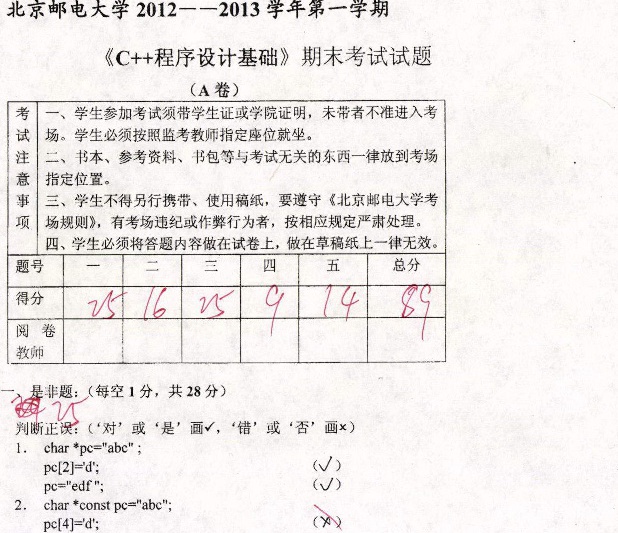 北京邮电大学 2012——2013 学年第一学期
《C++程序设计基础》期末考试试题
（A 卷）
考试注意事项
一、学生参加考试须带学生证或学院证明，未带者不准进入考
场。学生必须按照监考教师指定座位就坐。
二、书本、参考资料、书包等与考试无关的东西一律放到考场
指定位置。
三、学生不得另行携带、使用稿纸，要遵守《北京邮电大学考
场规则》，有考场违纪或作弊行为者，按相应规定严肃处理。
四、学生必须将答题内容做在试卷上，做在草稿纸上一律无效。
题号 一 二 三 四 五 总分
得分 25 16 25 9 14 89
阅 卷
教师
一、是非题：（每空 1 分，共 28 分）
25
判断正误：（‘对’或‘是’画✓，‘错’或‘否’画×）
1. char *pc="abc" ;
pc[2]='d'; （✓）
pc="edf "; （✓）
2. char *const pc="abc";
pc[4]='d'; （×）